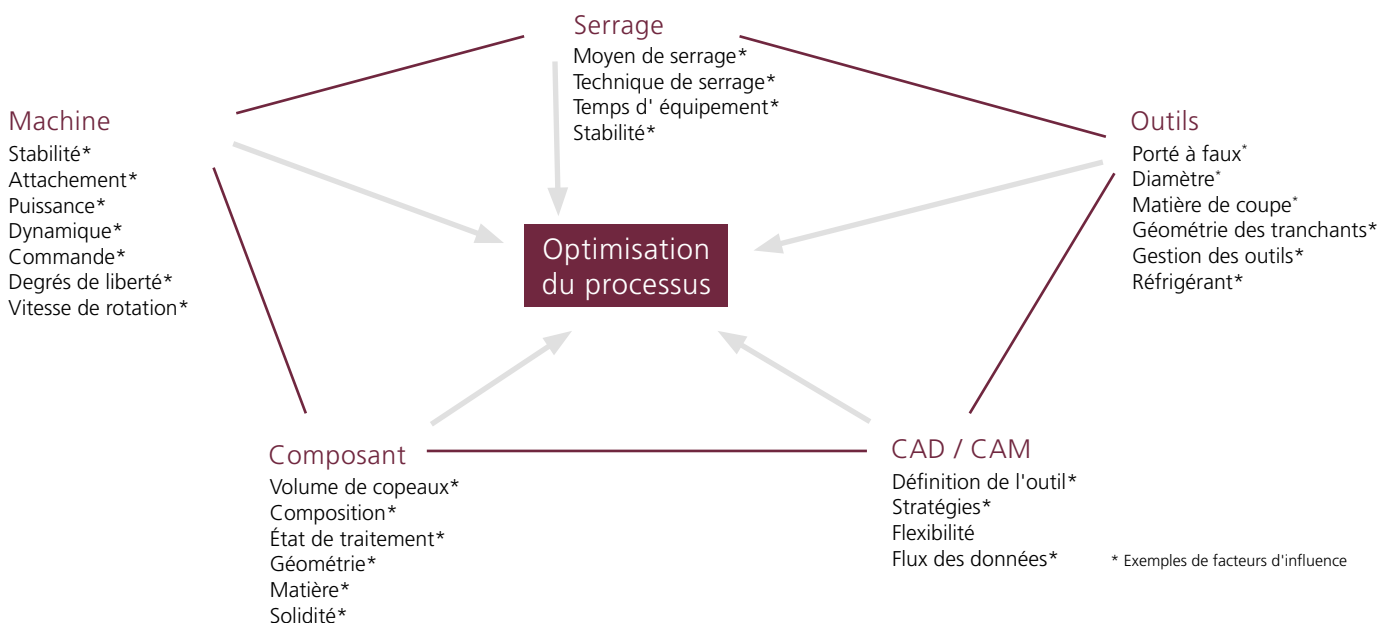 Serrage
Moyen de serrage*
Technique de serrage*
Temps d' équipement*
Stabilité*
Machine
Stabilité*
Attachement*
Puissance*
Dynamique*
Commande*
Degrés de liberté*
Vitesse de rotation*
Outils
Porté à faux*
Diamètre*
Matière de coupe*
Géométrie des tranchants*
Gestion des outils*
Réfrigérant*
Optimisation
du processus
Composant
Volume de copeaux*
Composition*
État de traitement*
Géométrie*
Matière*
Solidité*
CAD / CAM
Définition de l'outil*
Stratégies*
Flexibilité
Flux des données*
* Exemples de facteurs d'influence